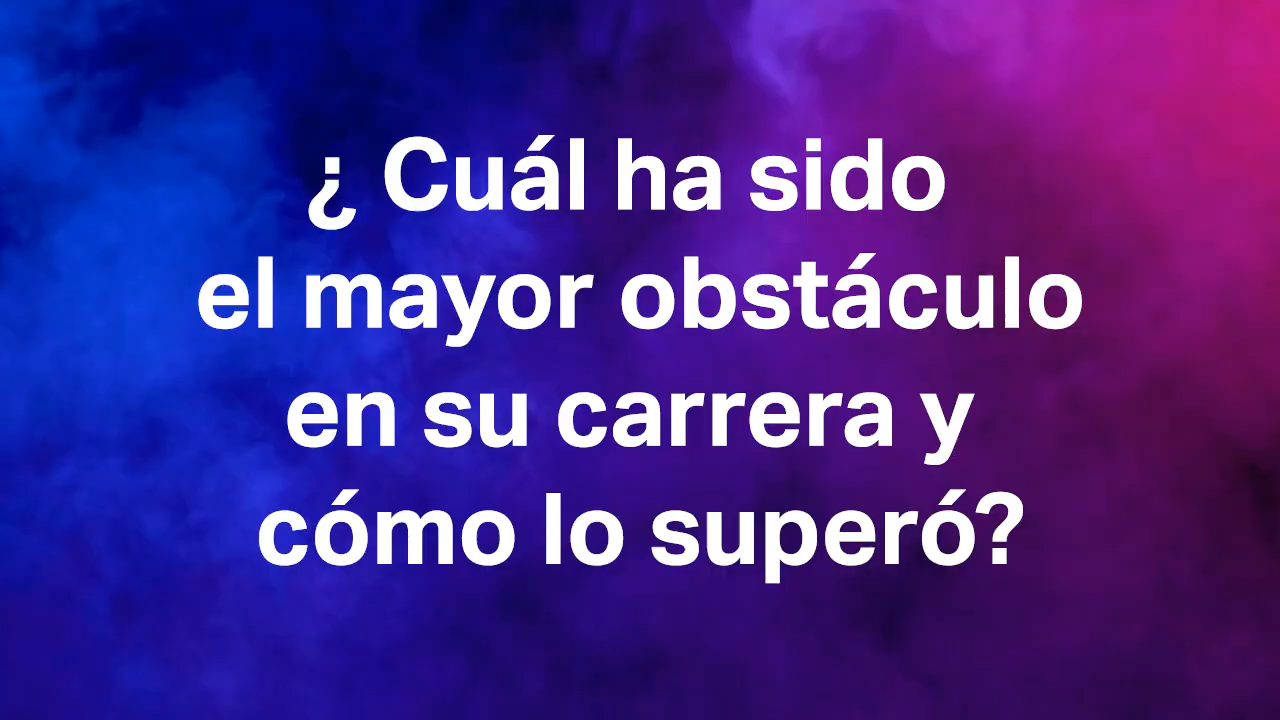 ¿ Cuál ha sido
el mayor obstáculo
en su carrera y
cómo lo superó?